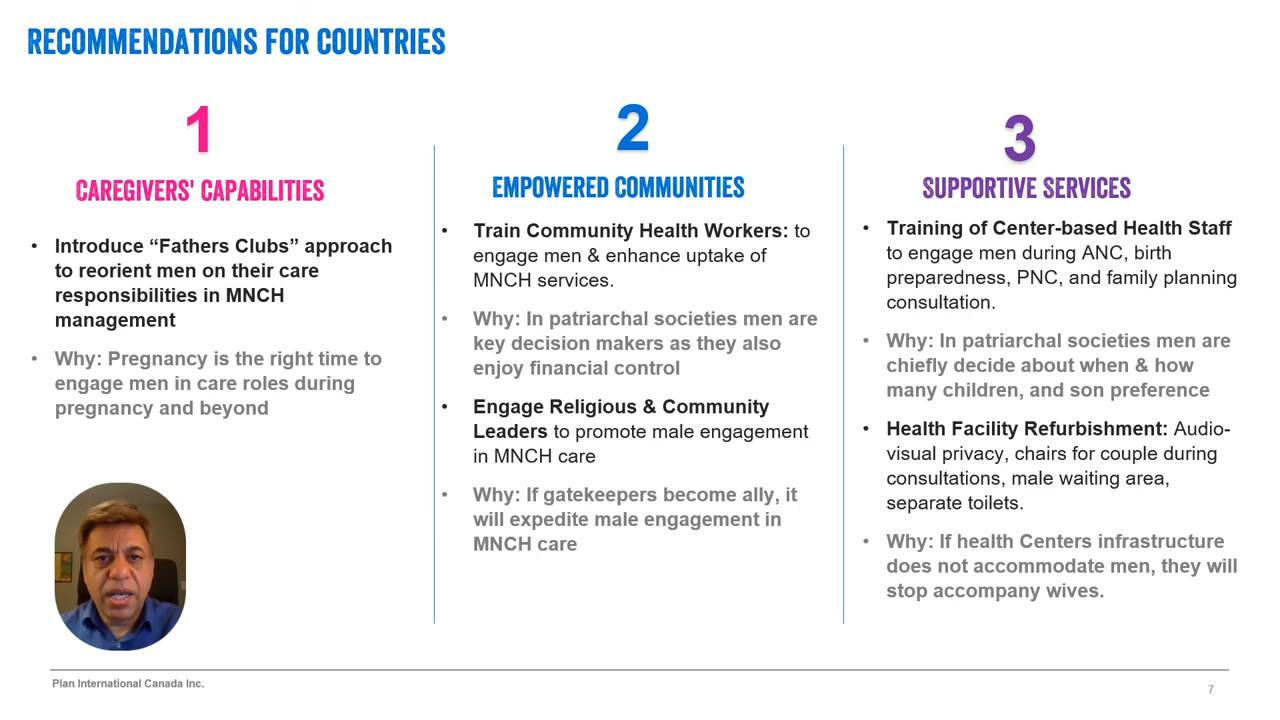 RECOMMENDATIONS FOR COUNTRIES
1
CAREGIVERS' CAPABILITIES
• Introduce “Fathers Clubs” approach
to reorient men on their care
responsibilities in MNCH
management
• Why: Pregnancy is the right time to
engage men in care roles during
pregnancy and beyond
2
EMPOWERED COMMUNITIES
• Train Community Health Workers: to
engage men & enhance uptake of
MNCH services.
• Why: In patriarchal societies men are
key decision makers as they also
enjoy financial control
• Engage Religious & Community
Leaders to promote male engagement
in MNCH care
• Why: If gatekeepers become ally, it
will expedite male engagement in
MNCH care
3
SUPPORTIVE SERVICES
• Training of Center-based Health Staff
to engage men during ANC, birth
preparedness, PNC, and family planning
consultation.
• Why: In patriarchal societies men are
chiefly decide about when & how
many children, and son preference
• Health Facility Refurbishment: Audio-
visual privacy, chairs for couple during
consultations, male waiting area,
separate toilets.
• Why: If health Centers infrastructure
does not accommodate men, they will
stop accompany wives.
Plan International Canada Inc.
7